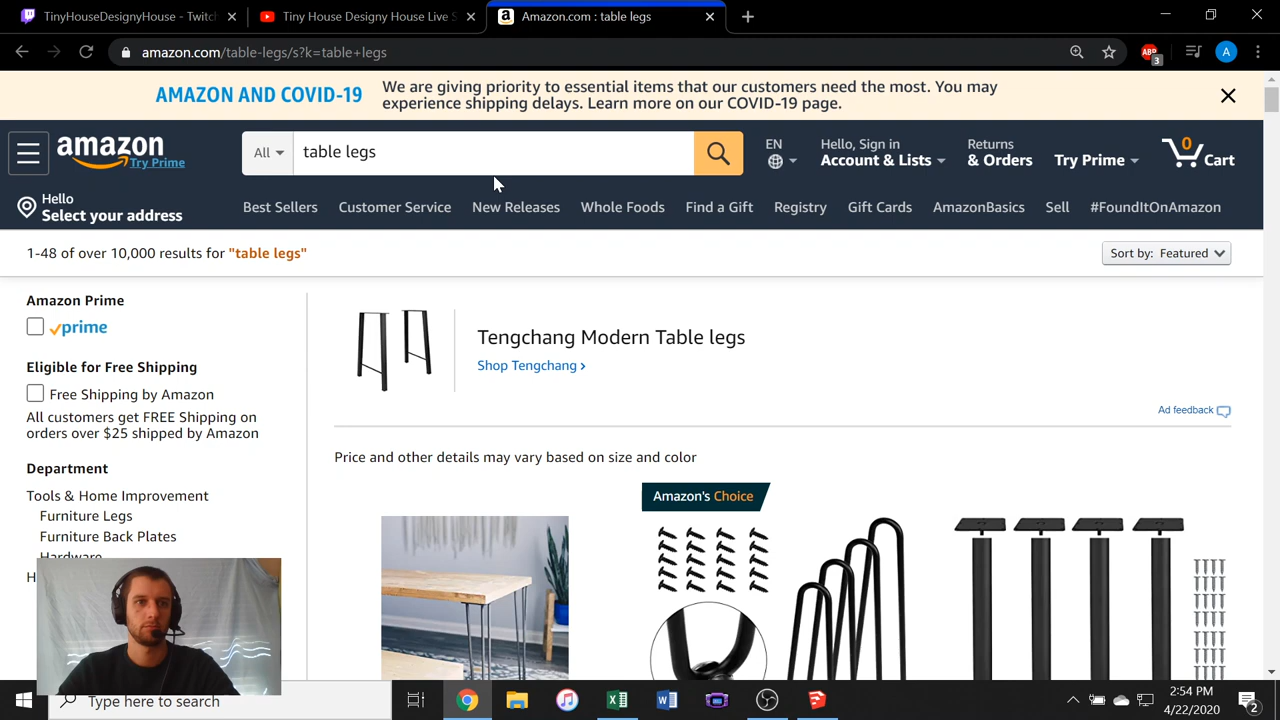 TinyHouseDesignyHouse - Twitch
Tiny House Designy House Live S
Amazon.com : table legs
amazon.com/table-legs/s?k=table+legs
ABP
3
A
AMAZON AND COVID-19
We are giving priority to essential items that our customers need the most. You may
experience shipping delays. Learn more on our COVID-19 page.
amazon
Try Prime
All
table legs
EN
Hello, Sign in
Account & Lists
Returns
& Orders
Try Prime
0
Cart
Hello
Select your address
Best Sellers
Customer Service
New Releases
Whole Foods
Find a Gift
Registry
Gift Cards
AmazonBasics
Sell
#FoundItOnAmazon
1-48 of over 10,000 results for "table legs"
Sort by: Featured
Amazon Prime
prime
Eligible for Free Shipping
Free Shipping by Amazon
All customers get FREE Shipping on
orders over $25 shipped by Amazon
Department
Tools & Home Improvement
Furniture Legs
Furniture Back Plates
Hardware
Tengchang Modern Table legs
Shop Tengchang ›
Ad feedback
Price and other details may vary based on size and color
Amazon's Choice
Type here to search
2:54 PM
4/22/2020
2